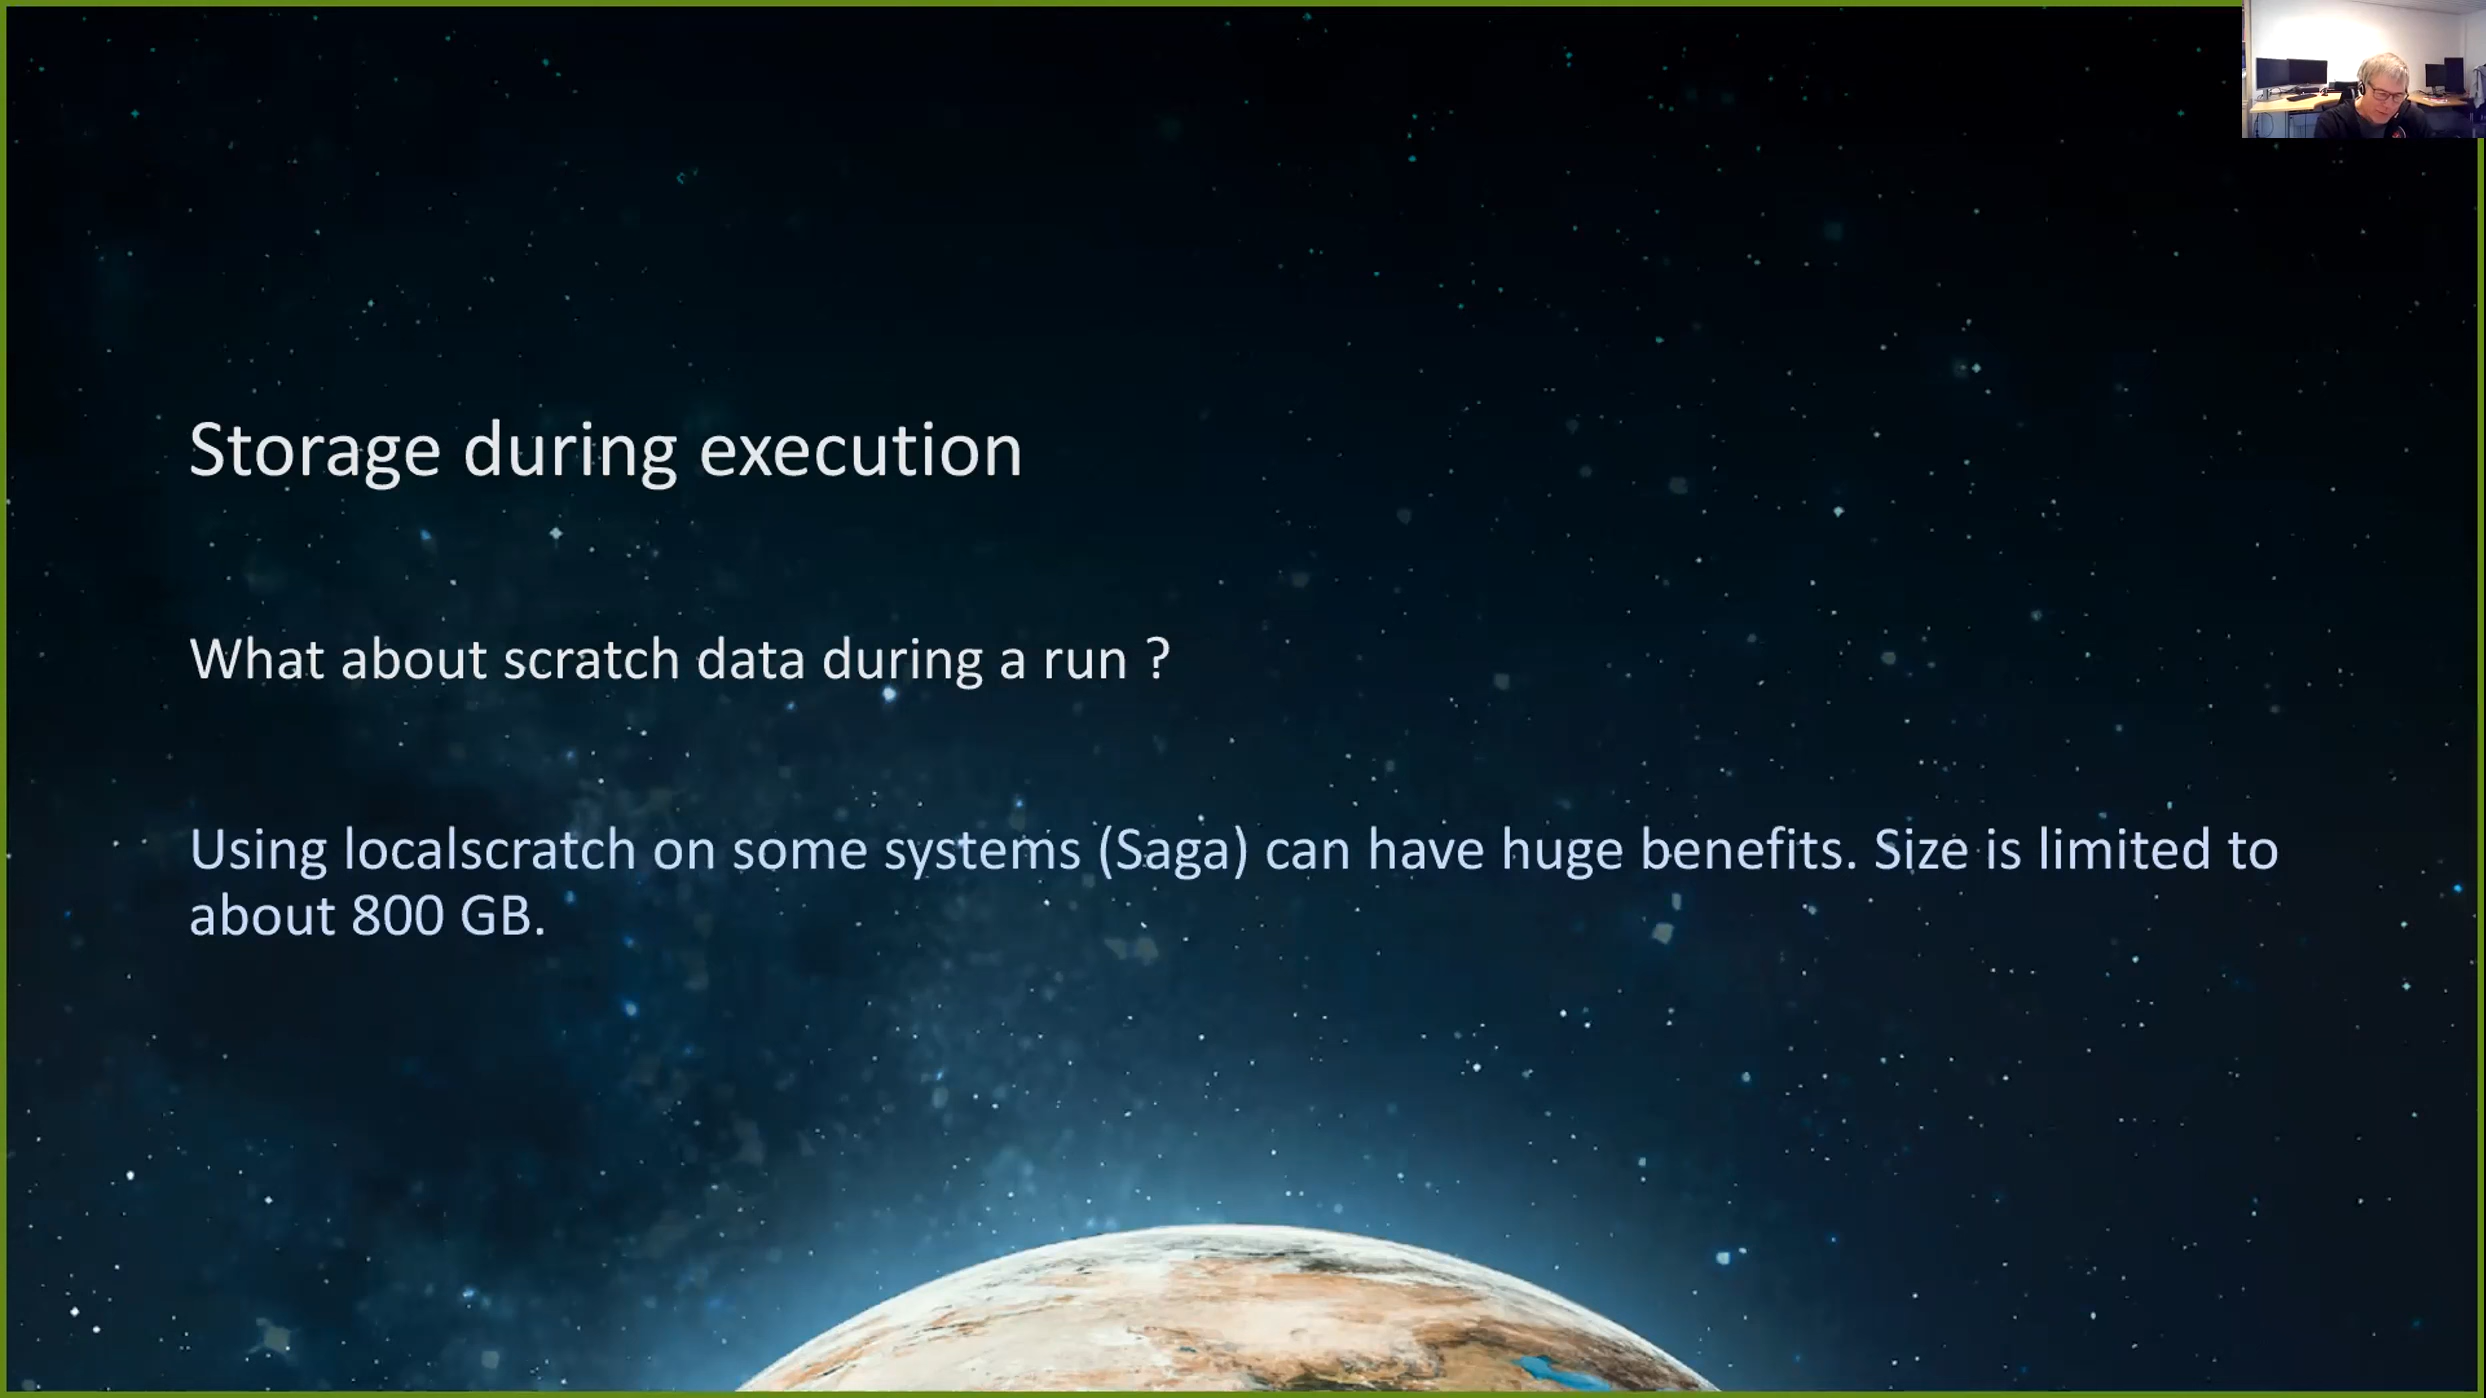 Storage during execution
What about scratch data during a run ?
Using localscratch on some systems (Saga) can have huge benefits. Size is limited to
about 800 GB.